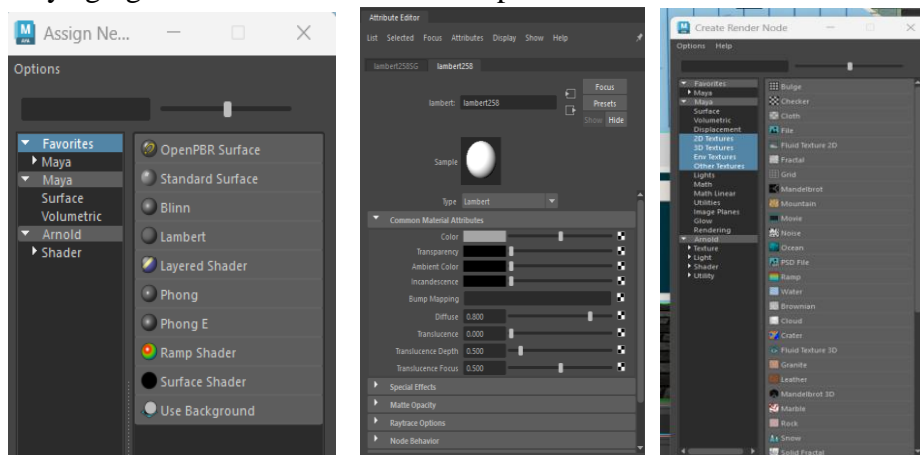 Assign Ne...
Options
Favorites
Maya
Maya
Surface
Volumetric
Arnold
Shader
OpenPBR Surface
Standard Surface
Blinn
Lambert
Layered Shader
Phong
Phong E
Ramp Shader
Surface Shader
Use Background
Attribute Editor
List Selected Focus Attributes Display Show Help
lambert258SG lambert258
lambert: lambert258
Focus
Presets
Show Hide
Sample
Type Lambert
Common Material Attributes
Color
Transparency
Ambient Color
Incandescence
Bump Mapping
Diffuse 0.800
Translucence 0.000
Translucence Depth 0.500
Translucence Focus 0.500
Special Effects
Matte Opacity
Raytrace Options
Node Behavior
Create Render Node
Options Help
Favorites
Maya
Maya
Surface
Volumetric
Displacement
2D Textures
3D Textures
Env Textures
Other Textures
Lights
Math
Math Linear
Utilities
Image Planes
Glow
Rendering
Arnold
Texture
Light
Shader
Utility
Bulge
Checker
Cloth
File
Fluid Texture 2D
Fractal
Grid
Mandelbrot
Mountain
Movie
Noise
Ocean
PSD File
Ramp
Water
Brownian
Cloud
Crater
Fluid Texture 3D
Granite
Leather
Mandelbrot 3D
Marble
Rock
Snow
Solid Fractal